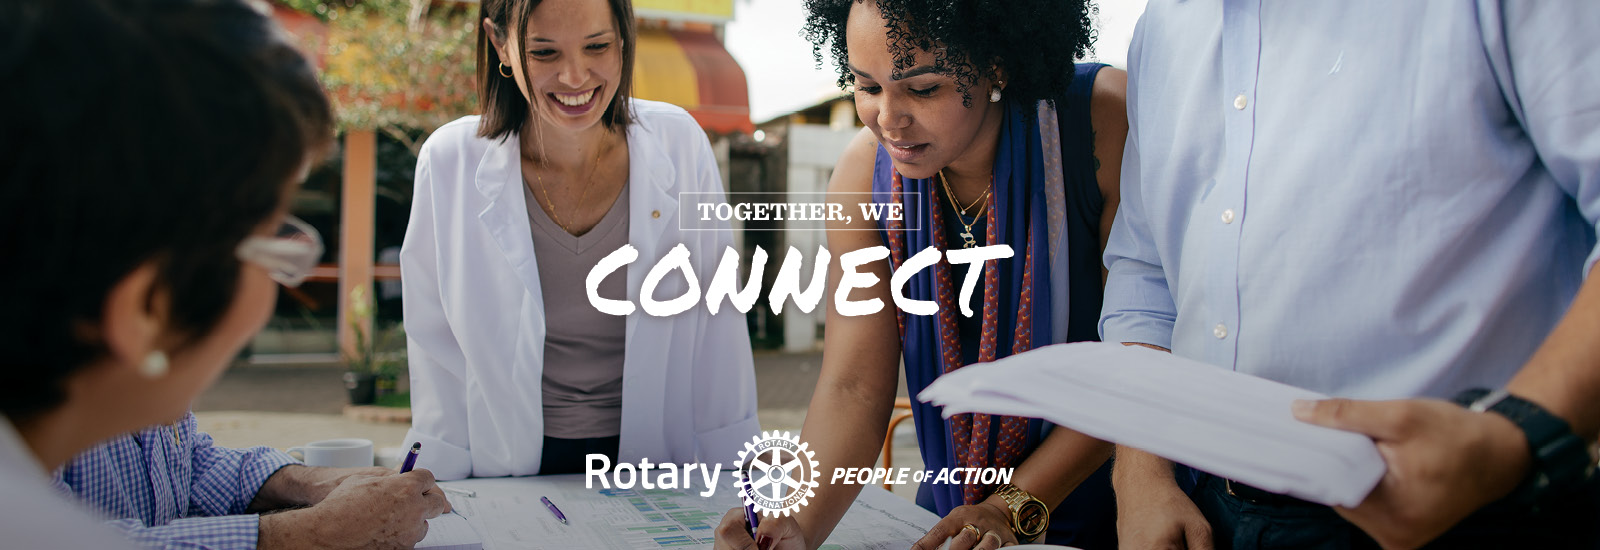 TOGETHER, WE
CONNECT
Rotary
ROTARY
INTERNATIONAL
PEOPLE OF ACTION